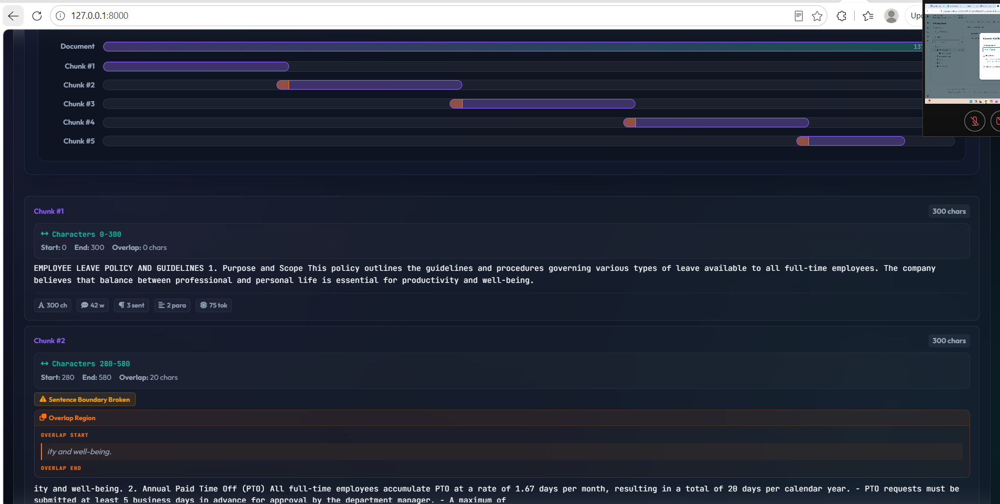 127.0.0.1:8000
Document
Chunk #1
Chunk #2
Chunk #3
Chunk #4
Chunk #5
Chunk #1
300 chars
Characters 0-300
Start: 0 End: 300 Overlap: 0 chars
EMPLOYEE LEAVE POLICY AND GUIDELINES 1. Purpose and Scope This policy outlines the guidelines and procedures governing various types of leave available to all full-time employees. The company
believes that balance between professional and personal life is essential for productivity and well-being.
300 ch 42 w 3 sent 2 para 75 tok
Chunk #2
300 chars
Characters 280-580
Start: 280 End: 580 Overlap: 20 chars
Sentence Boundary Broken
Overlap Region
OVERLAP START
ity and well-being.
OVERLAP END
ity and well-being. 2. Annual Paid Time Off (PTO) All full-time employees accumulate PTO at a rate of 1.67 days per month, resulting in a total of 20 days per calendar year. - PTO requests must be
submitted at least 5 business days in advance for approval by the department manager. - A maximum of